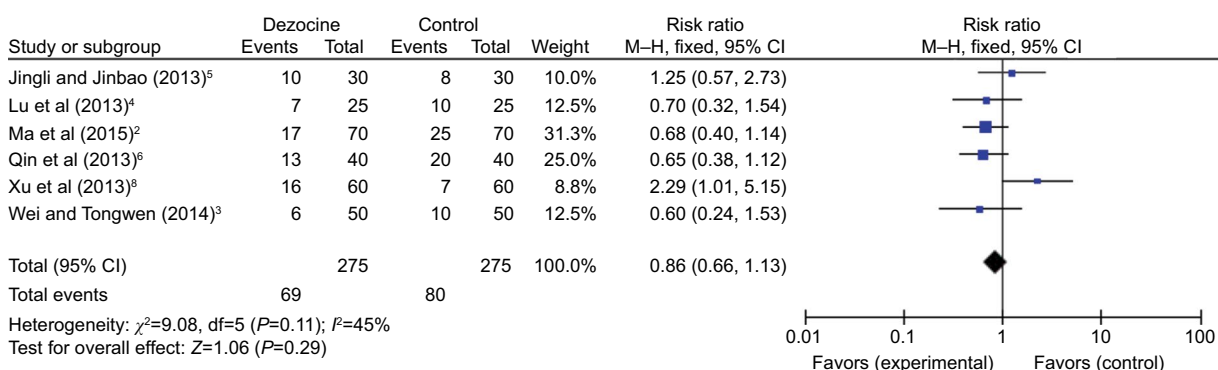 Dezocine Control Risk ratio Risk ratio
Study or subgroup Events Total Events Total Weight M–H, fixed, 95% CI M–H, fixed, 95% CI
Jingli and Jinbao (2013)⁵ 10 30 8 30 10.0% 1.25 (0.57, 2.73)
Lu et al (2013)⁴ 7 25 10 25 12.5% 0.70 (0.32, 1.54)
Ma et al (2015)² 17 70 25 70 31.3% 0.68 (0.40, 1.14)
Qin et al (2013)⁶ 13 40 20 40 25.0% 0.65 (0.38, 1.12)
Xu et al (2013)⁸ 16 60 7 60 8.8% 2.29 (1.01, 5.15)
Wei and Tongwen (2014)³ 6 50 10 50 12.5% 0.60 (0.24, 1.53)
Total (95% CI) 275 275 100.0% 0.86 (0.66, 1.13)
Total events 69 80
Heterogeneity: χ²=9.08, df=5 (P=0.11); I²=45%
Test for overall effect: Z=1.06 (P=0.29)
0.01 0.1 1 10 100
Favors (experimental) Favors (control)